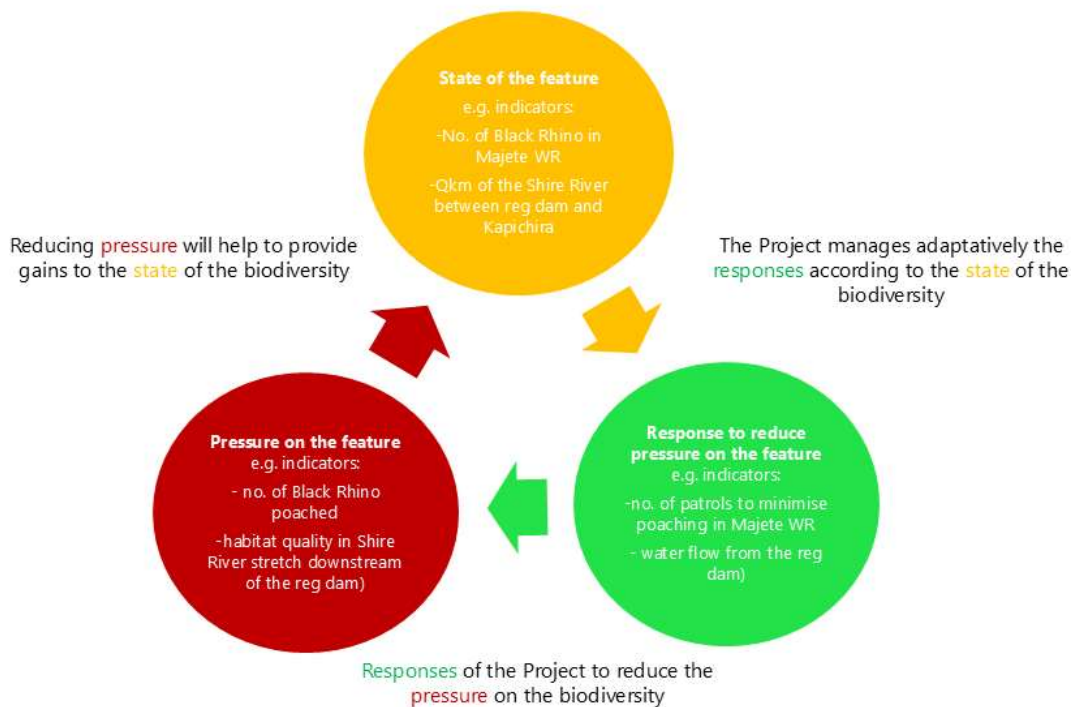 State of the feature
e.g. indicators:
-No. of Black Rhino in
Majete WR
-Qkm of the Shire River
between reg dam and
Kapichira
Reducing pressure will help to provide
gains to the state of the biodiversity
The Project manages adaptatively the
responses according to the state of the
biodiversity
Pressure on the feature
e.g. indicators:
- no. of Black Rhino
poached
-habitat quality in Shire
River stretch downstream
of the reg dam)
Response to reduce
pressure on the feature
e.g. indicators:
-no. of patrols to minimise
poaching in Majete WR
- water flow from the reg
dam)
Responses of the Project to reduce the
pressure on the biodiversity